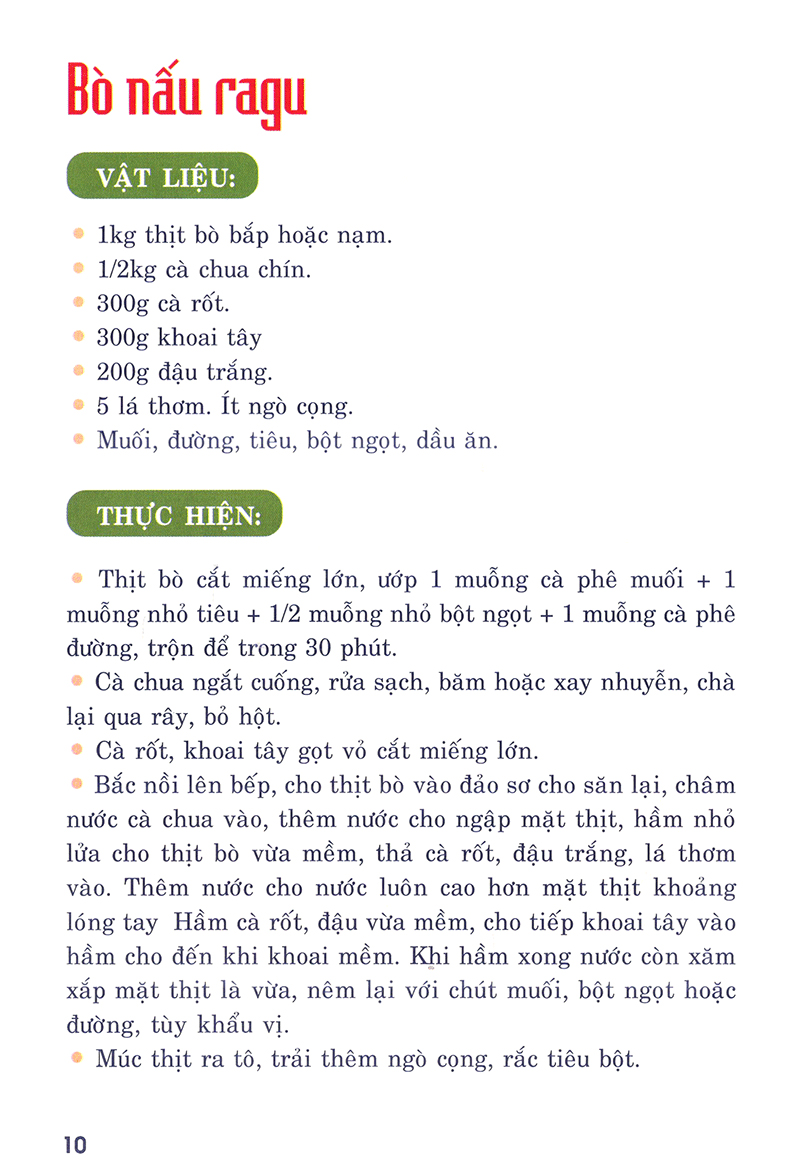 Bò nấu ragu
VẬT LIỆU:
• 1kg thịt bò bắp hoặc nạm.
• 1/2kg cà chua chín.
• 300g cà rốt.
• 300g khoai tây
• 200g đậu trắng.
• 5 lá thơm. Ít ngò cọng.
• Muối, đường, tiêu, bột ngọt, dầu ăn.
THỰC HIỆN:
• Thịt bò cắt miếng lớn, ướp 1 muỗng cà phê muối + 1
muỗng nhỏ tiêu + 1/2 muỗng nhỏ bột ngọt + 1 muỗng cà phê
đường, trộn để trong 30 phút.
• Cà chua ngắt cuống, rửa sạch, băm hoặc xay nhuyễn, chà
lại qua rây, bỏ hột.
• Cà rốt, khoai tây gọt vỏ cắt miếng lớn.
• Bắc nồi lên bếp, cho thịt bò vào đảo sơ cho săn lại, châm
nước cà chua vào, thêm nước cho ngập mặt thịt, hầm nhỏ
lửa cho thịt bò vừa mềm, thả cà rốt, đậu trắng, lá thơm
vào. Thêm nước cho nước luôn cao hơn mặt thịt khoảng
lóng tay  Hầm cà rốt, đậu vừa mềm, cho tiếp khoai tây vào
hầm cho đến khi khoai mềm. Khi hầm xong nước còn xăm
xắp mặt thịt là vừa, nêm lại với chút muối, bột ngọt hoặc
đường, tùy khẩu vị.
• Múc thịt ra tô, trải thêm ngò cọng, rắc tiêu bột.
10